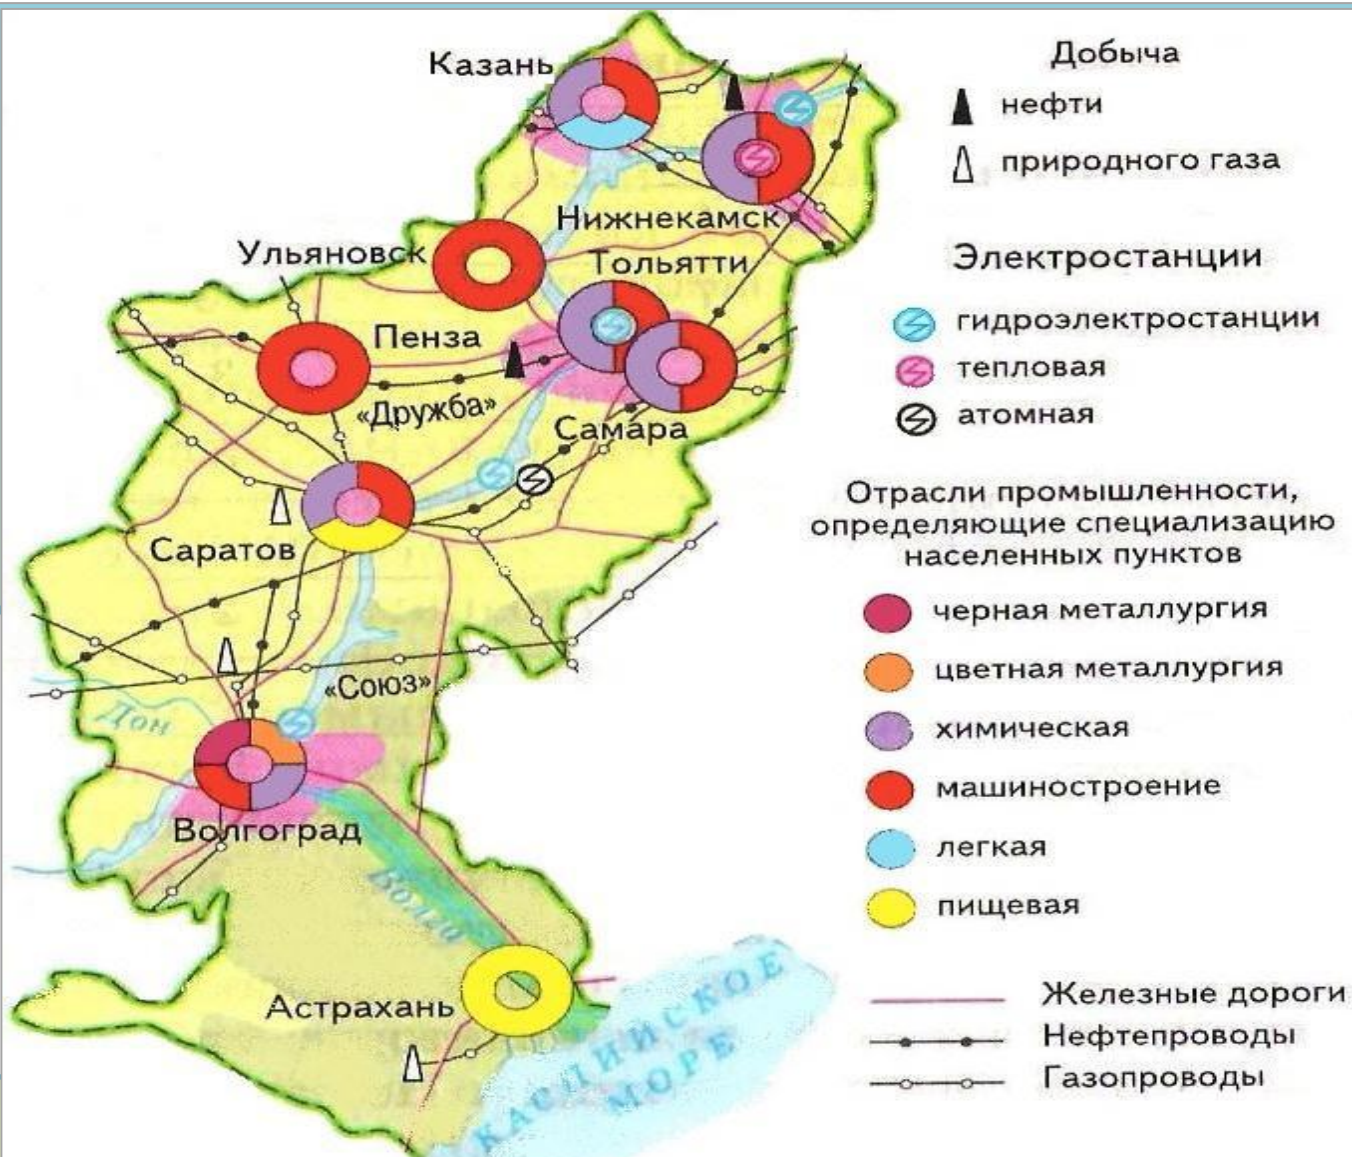 Казань
Нижнекамск
Ульяновск
Тольятти
Пенза
«Дружба»
Самара
Саратов
«Союз»
Дон
Волгоград
Волга
Астрахань
КАСПИЙСКОЕ
МОРЕ
Добыча
нефти
природного газа
Электростанции
гидроэлектростанции
тепловая
атомная
Отрасли промышленности,
определяющие специализацию
населенных пунктов
черная металлургия
цветная металлургия
химическая
машиностроение
легкая
пищевая
Железные дороги
Нефтепроводы
Газопроводы